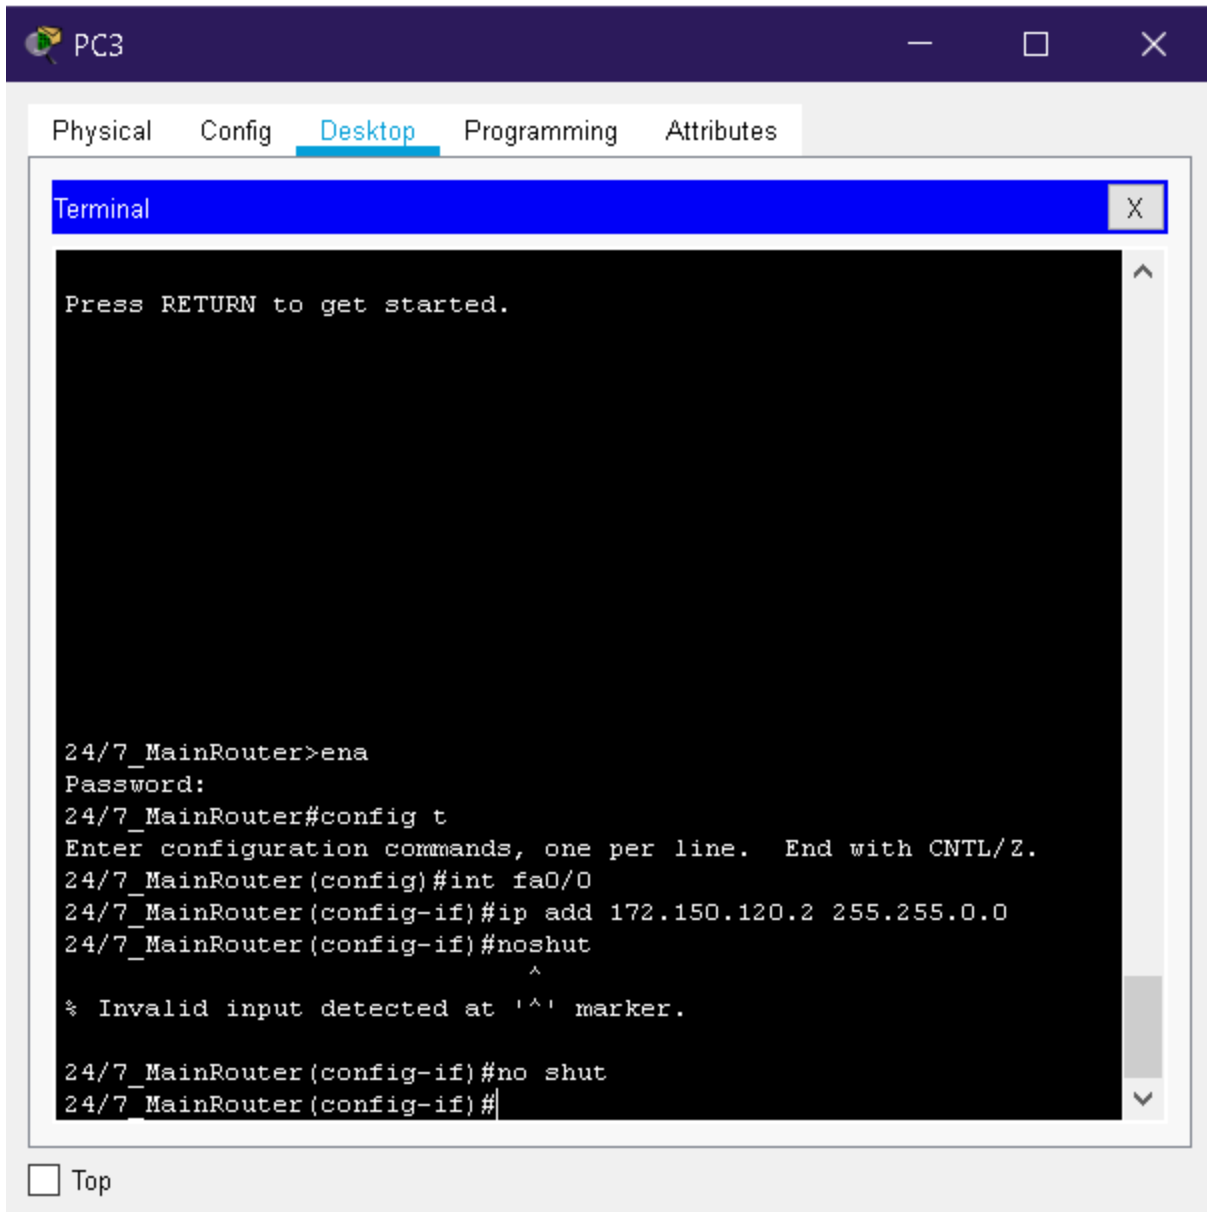 PC3
Physical Config Desktop Programming Attributes
Terminal
X
Press RETURN to get started.
24/7_MainRouter>ena
Password:
24/7_MainRouter#config t
Enter configuration commands, one per line.  End with CNTL/Z.
24/7_MainRouter(config)#int fa0/0
24/7_MainRouter(config-if)#ip add 172.150.120.2 255.255.0.0
24/7_MainRouter(config-if)#noshut
^
% Invalid input detected at '^' marker.
24/7_MainRouter(config-if)#no shut
24/7_MainRouter(config-if)#
Top